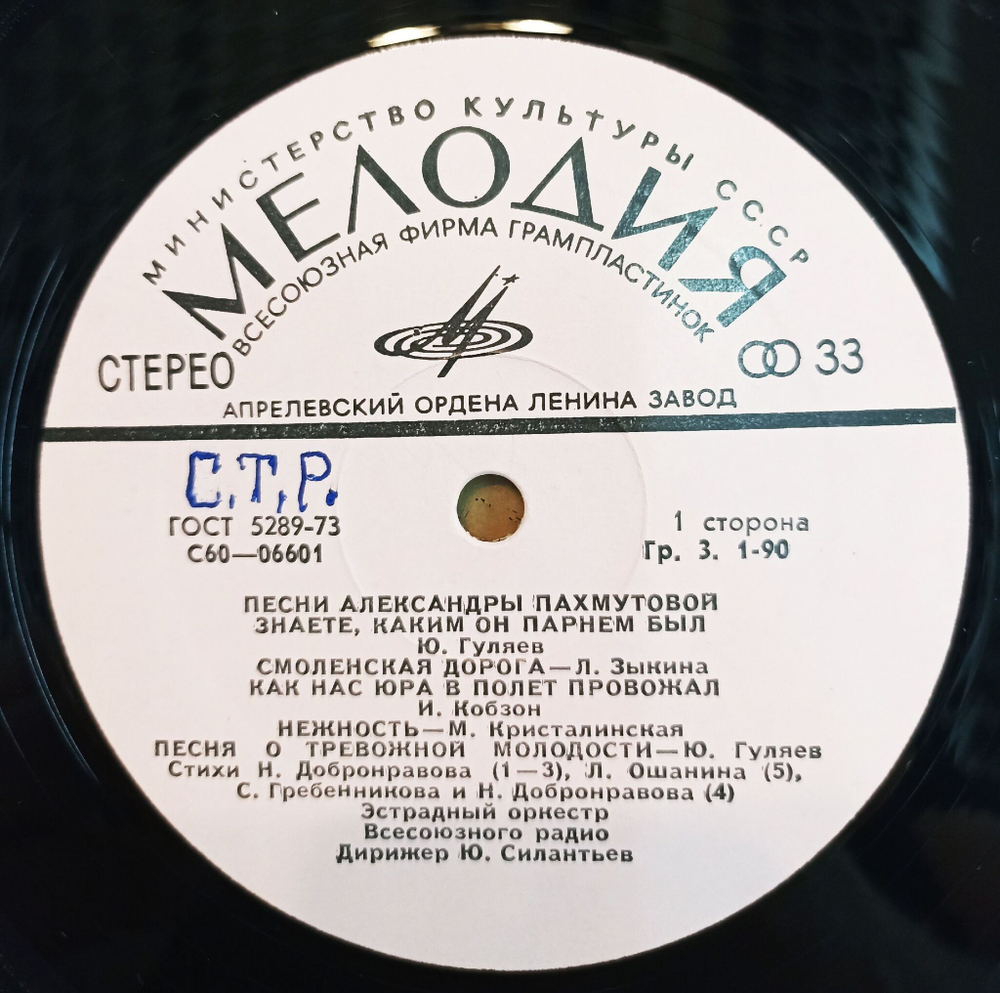 МИНИСТЕРСТВО КУЛЬТУРЫ СССР
МЕЛОДИЯ
ВСЕСОЮЗНАЯ ФИРМА ГРАМПЛАСТИНОК
СТЕРЕО
33
АПРЕЛЕВСКИЙ ОРДЕНА ЛЕНИНА ЗАВОД
С.Т.Р.
ГОСТ 5289-73
1 сторона
С60—06601
Гр. 3. 1-90
ПЕСНИ АЛЕКСАНДРЫ ПАХМУТОВОЙ
ЗНАЕТЕ, КАКИМ ОН ПАРНЕМ БЫЛ
Ю. Гуляев
СМОЛЕНСКАЯ ДОРОГА—Л. Зыкина
КАК НАС ЮРА В ПОЛЕТ ПРОВОЖАЛ
И. Кобзон
НЕЖНОСТЬ—М. Кристалинская
ПЕСНЯ О ТРЕВОЖНОЙ МОЛОДОСТИ—Ю. Гуляев
Стихи Н. Добронравова (1—3), Л. Ошанина (5),
С. Гребенникова и Н. Добронравова (4)
Эстрадный оркестр
Всесоюзного радио
Дирижер Ю. Силантьев